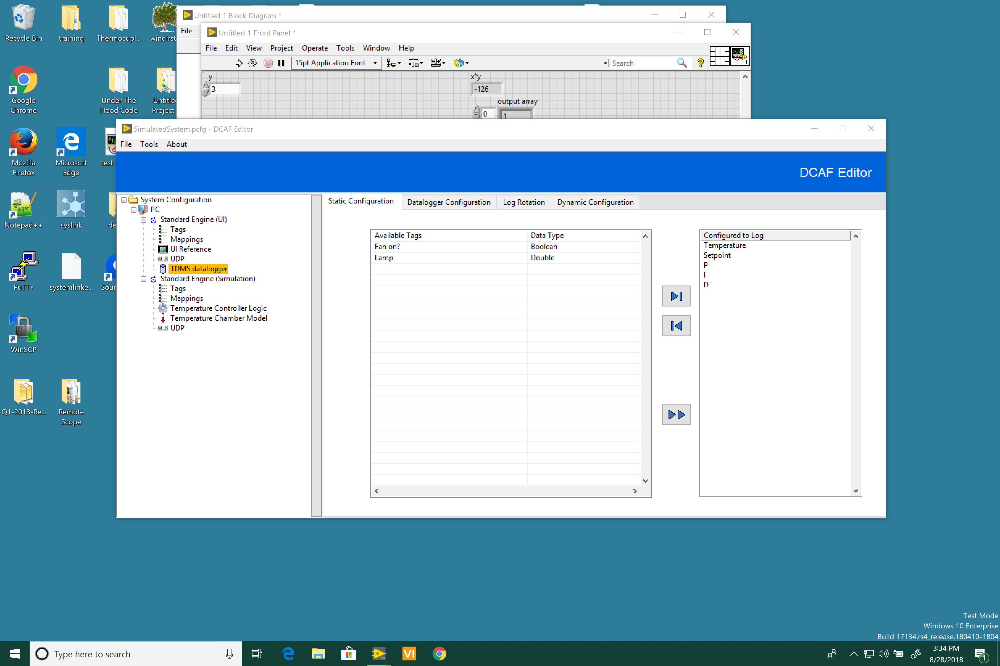 Recycle Bin
training
Thermocupl...
windirst
Google
Chrome
Under The
Hood Code
Project
Mozilla
Firefox
Microsoft
Edge
test
Notepad++
syslink
de
PuTTY
systemlinke...
Sour
WinSCP
Q1-2018-Re...
Remote
Scope
Untitled 1 Block Diagram *
File
Untitled 1 Front Panel *
File Edit View Project Operate Tools Window Help
15pt Application Font
Search
1
y
3
x*y
-126
output array
0
1
SimulatedSystem.pcfg - DCAF Editor
File Tools About
DCAF Editor
System Configuration
PC
Standard Engine (UI)
Tags
Mappings
UI Reference
UDP
TDMS datalogger
Standard Engine (Simulation)
Tags
Mappings
Temperature Controller Logic
Temperature Chamber Model
UDP
Static Configuration Datalogger Configuration Log Rotation Dynamic Configuration
Available Tags Data Type
Fan on? Boolean
Lamp Double
Configured to Log
Temperature
Setpoint
P
I
D
Test Mode
Windows 10 Enterprise
Build 17134.rs4_release.180410-1804
Type here to search
18
VI
3:34 PM
8/28/2018
1